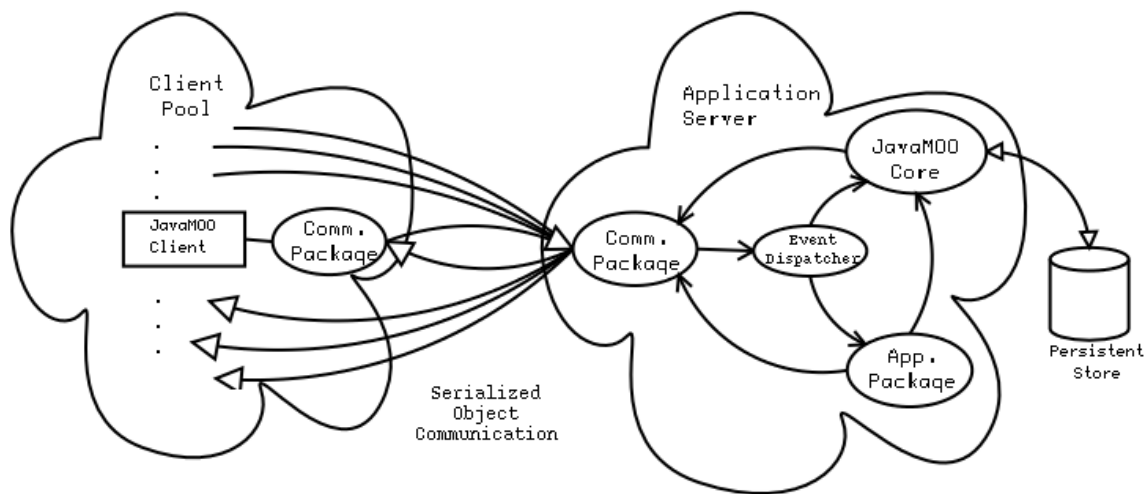 Client
Pool
JavaMOO
Client
Comm.
Package
Serialized
Object
Communication
Application
Server
Comm.
Package
Event
Dispatcher
JavaMOO
Core
App.
Package
Persistent
Store